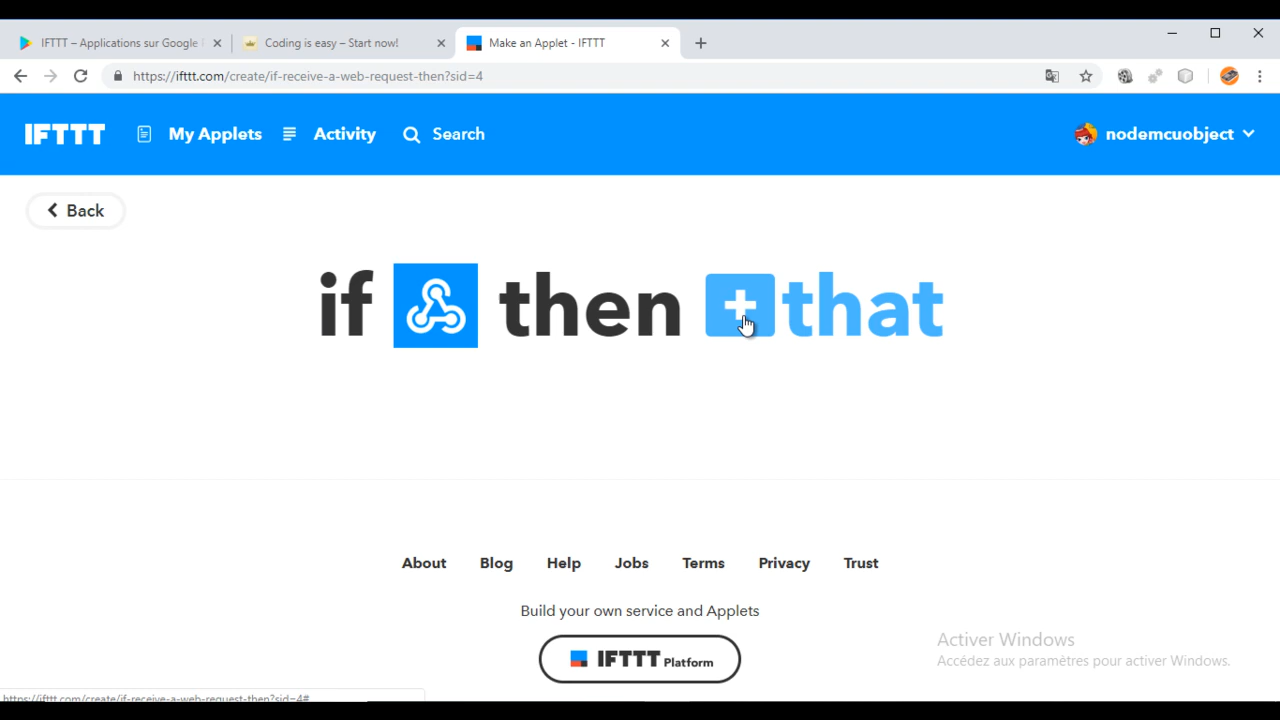 IFTTT – Applications sur Google
Coding is easy – Start now!
Make an Applet - IFTTT
https://ifttt.com/create/if-receive-a-web-request-then?sid=4
IFTTT
My Applets
Activity
Search
nodemcuobject
Back
if then that
About Blog Help Jobs Terms Privacy Trust
Build your own service and Applets
IFTTT Platform
Activer Windows
Accédez aux paramètres pour activer Windows.
https://ifttt.com/create/if-receive-a-web-request-then?sid=4#